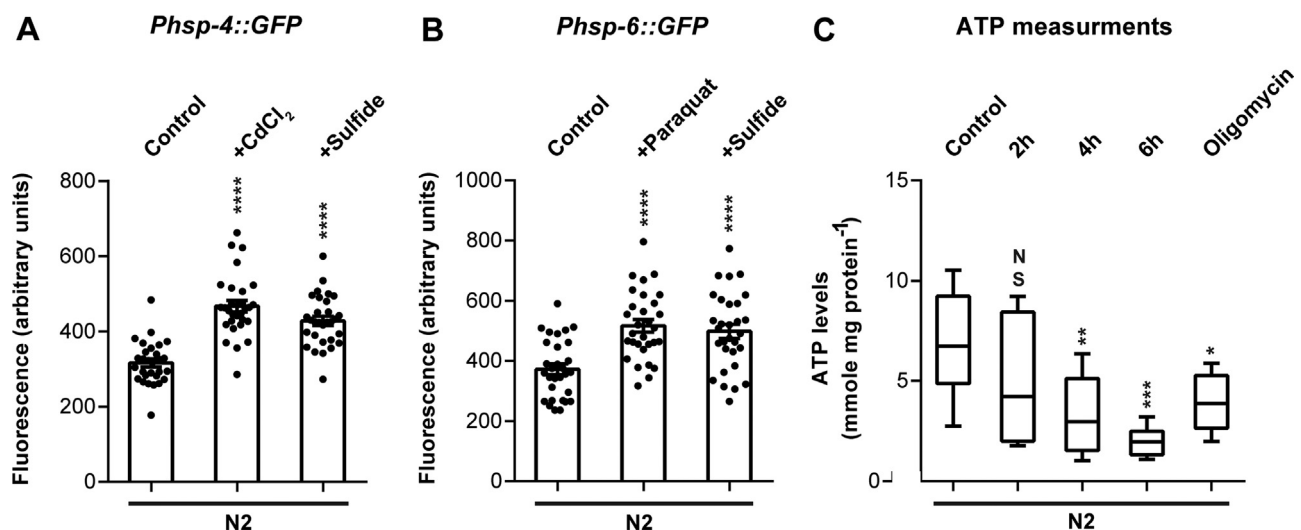 A
Phsp-4::GFP
Control
+CdCl₂
+Sulfide
Fluorescence (arbitrary units)
800
600
400
200
0
****
****
N2
B
Phsp-6::GFP
Control
+Paraquat
+Sulfide
Fluorescence (arbitrary units)
1000
800
600
400
200
0
****
****
N2
C
ATP measurments
Control
2h
4h
6h
Oligomycin
ATP levels
(mmole mg protein⁻¹)
15
10
5
0
N
S
**
***
*
N2